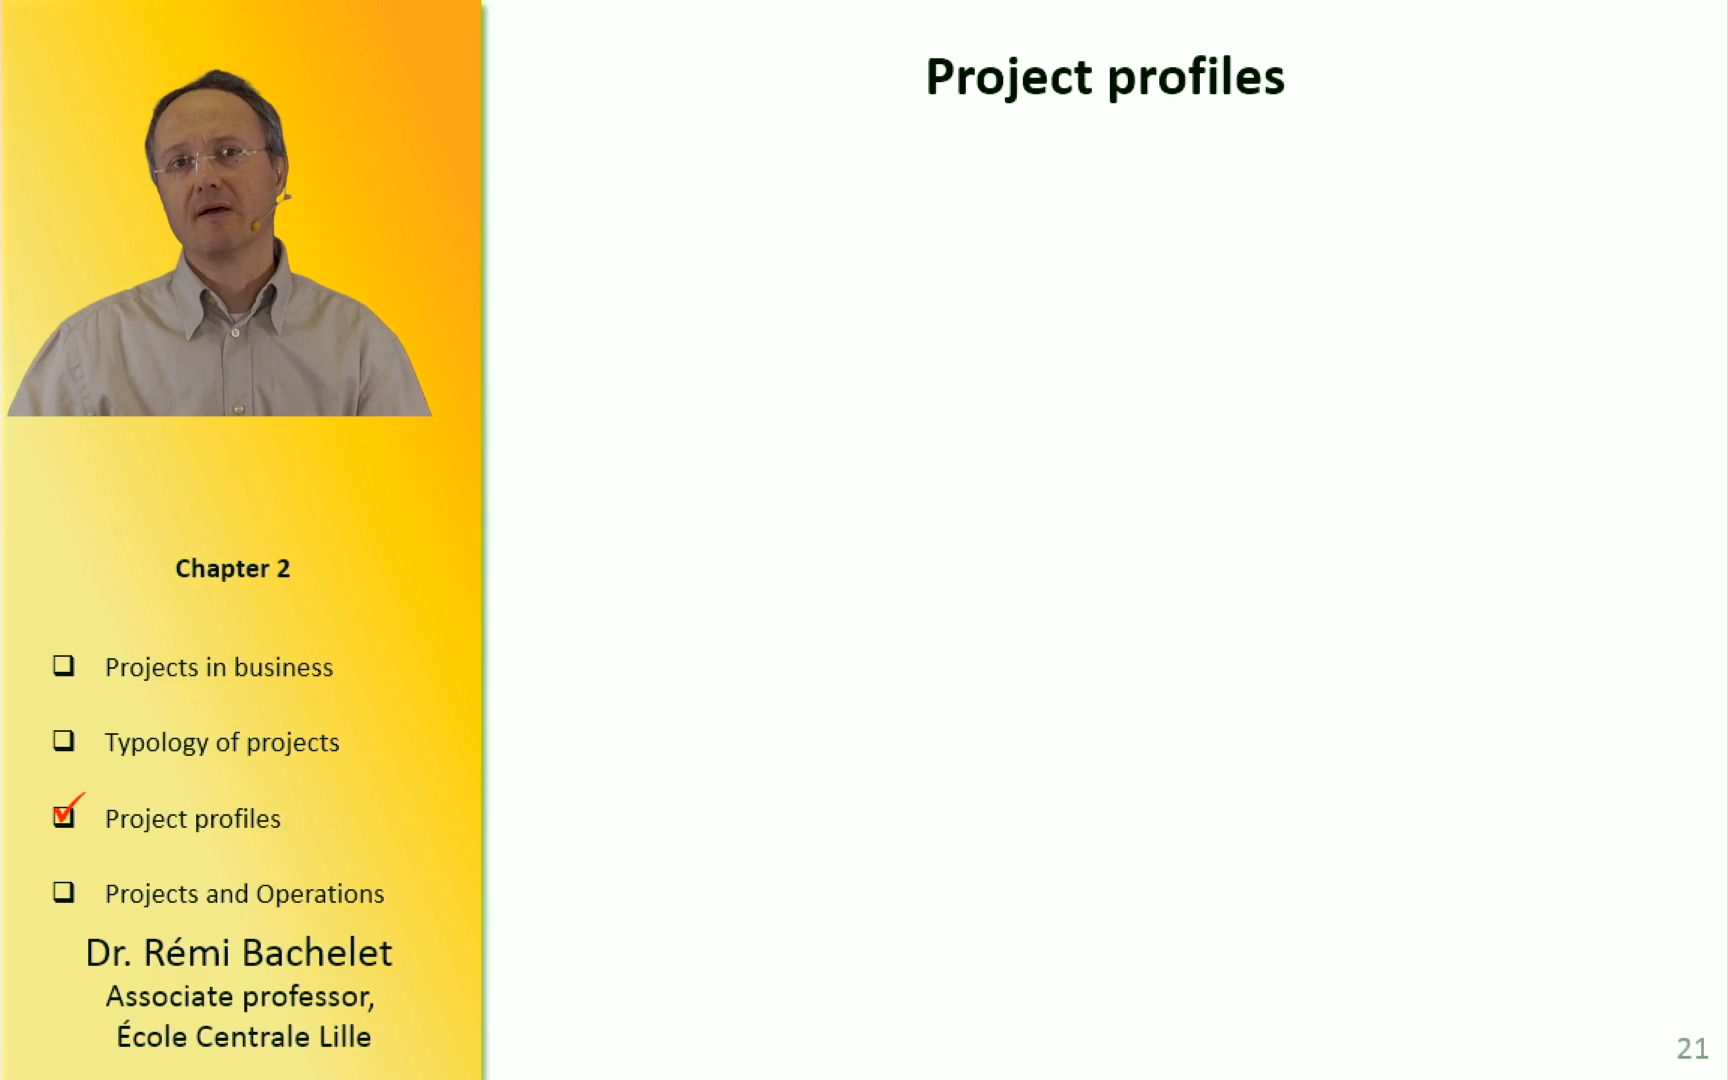 Project profiles
Chapter 2
Projects in business
Typology of projects
Project profiles
Projects and Operations
Dr. Rémi Bachelet
Associate professor,
École Centrale Lille
21